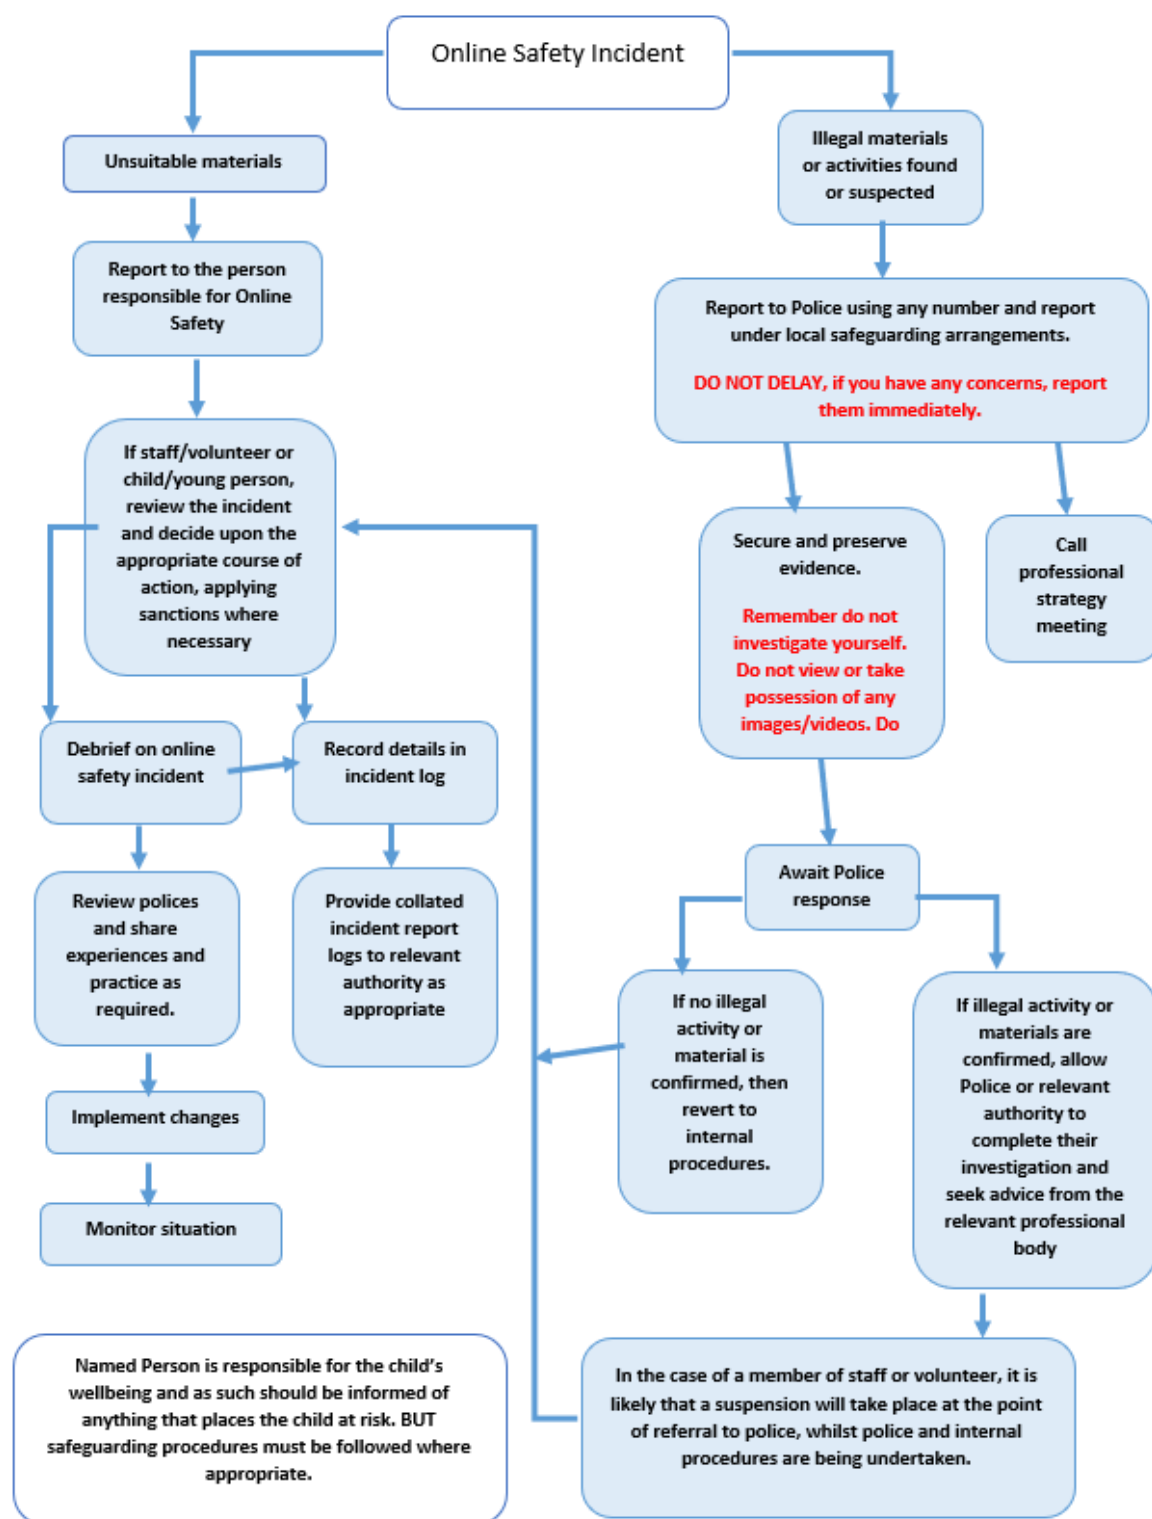 Online Safety Incident
Unsuitable materials
Illegal materials
or activities found
or suspected
Report to the person
responsible for Online
Safety
Report to Police using any number and report
under local safeguarding arrangements.
DO NOT DELAY, if you have any concerns, report
them immediately.
If staff/volunteer or
child/young person,
review the incident
and decide upon the
appropriate course of
action, applying
sanctions where
necessary
Secure and preserve
evidence.
Remember do not
investigate yourself.
Do not view or take
possession of any
images/videos. Do
Call
professional
strategy
meeting
Debrief on online
safety incident
Record details in
incident log
Await Police
response
Review polices
and share
experiences and
practice as
required.
Provide collated
incident report
logs to relevant
authority as
appropriate
If no illegal
activity or
material is
confirmed, then
revert to
internal
procedures.
If illegal activity or
materials are
confirmed, allow
Police or relevant
authority to
complete their
investigation and
seek advice from the
relevant professional
body
Implement changes
Monitor situation
Named Person is responsible for the child’s
wellbeing and as such should be informed of
anything that places the child at risk. BUT
safeguarding procedures must be followed where
appropriate.
In the case of a member of staff or volunteer, it is
likely that a suspension will take place at the point
of referral to police, whilst police and internal
procedures are being undertaken.